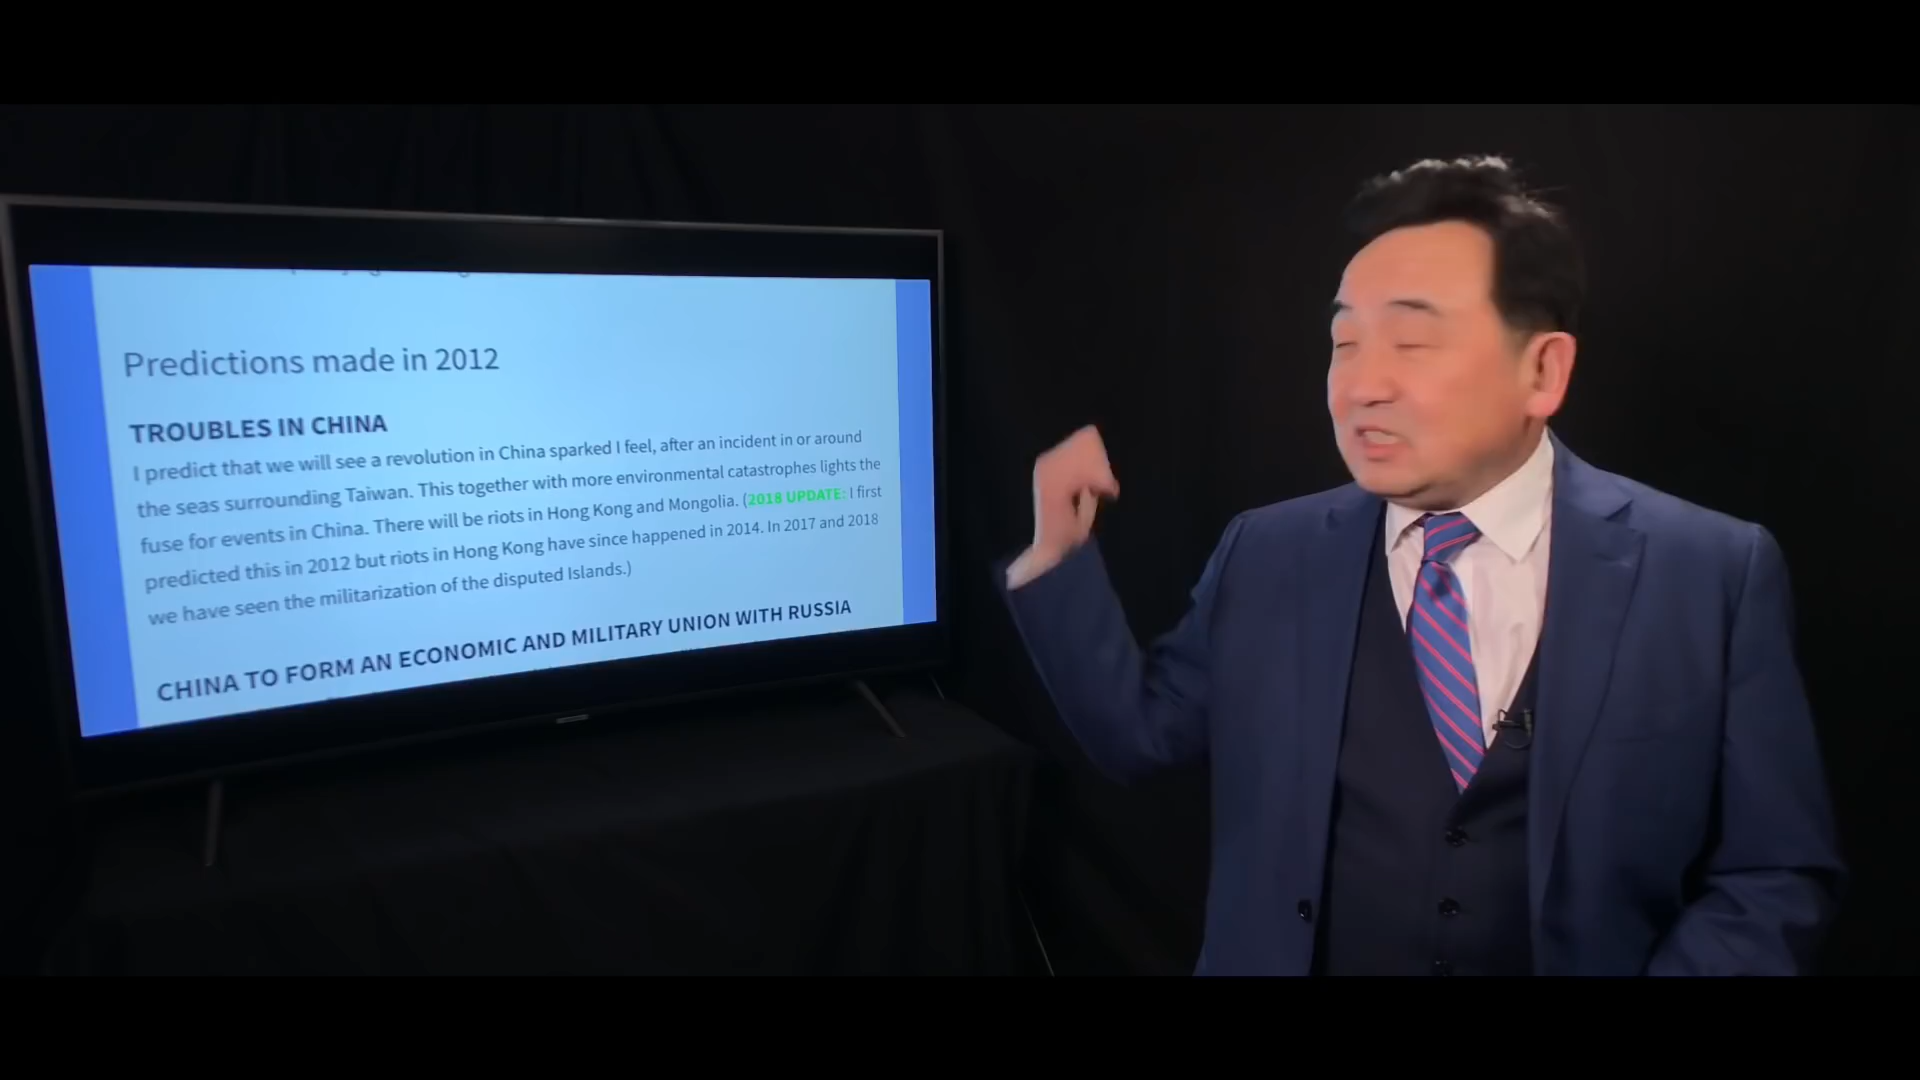 Predictions made in 2012
TROUBLES IN CHINA
I predict that we will see a revolution in China sparked I feel, after an incident in or around
the seas surrounding Taiwan. This together with more environmental catastrophes lights the
fuse for events in China. There will be riots in Hong Kong and Mongolia. (2018 UPDATE: I first
predicted this in 2012 but riots in Hong Kong have since happened in 2014. In 2017 and 2018
we have seen the militarization of the disputed Islands.)
CHINA TO FORM AN ECONOMIC AND MILITARY UNION WITH RUSSIA